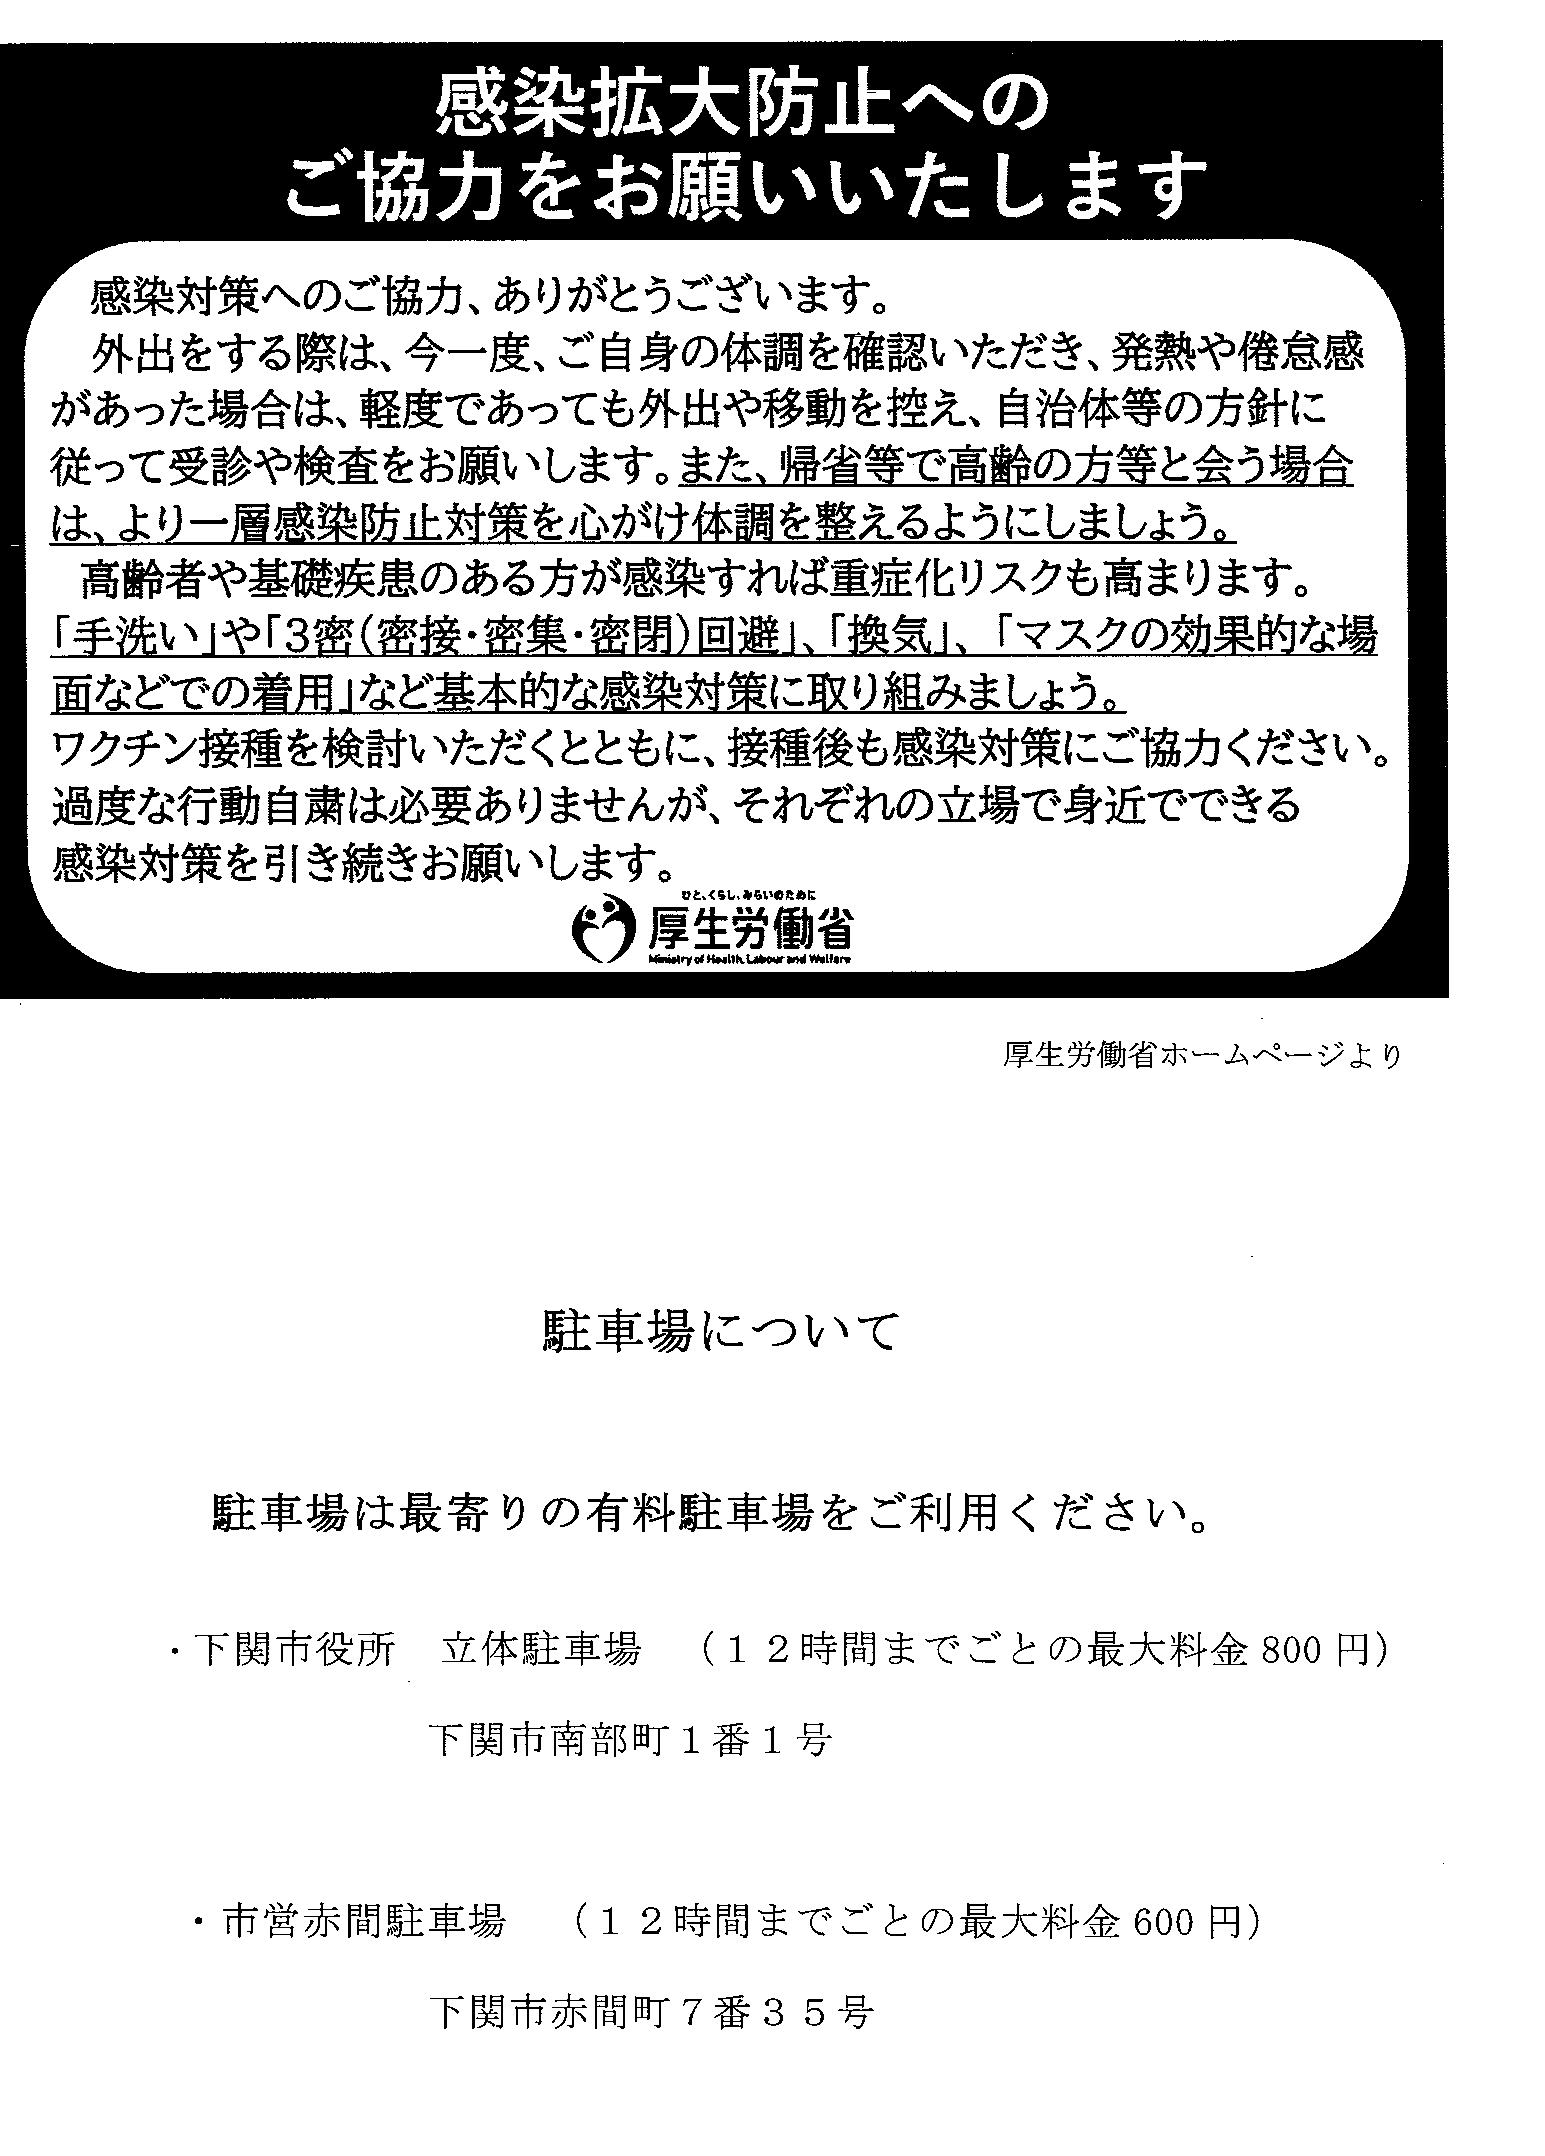 感染拡大防止への
ご協力をお願いいたします
感染対策へのご協力、ありがとうございます。
外出をする際は、今一度、ご自身の体調を確認いただき、発熱や倦怠感
があった場合は、軽度であっても外出や移動を控え、自治体等の方針に
従って受診や検査をお願いします。また、帰省等で高齢の方等と会う場合
は、より一層感染防止対策を心がけ体調を整えるようにしましょう。
高齢者や基礎疾患のある方が感染すれば重症化リスクも高まります。
「手洗い」や「3密(密接・密集・密閉)回避」、「換気」、「マスクの効果的な場
面などでの着用」など基本的な感染対策に取り組みましょう。
ワクチン接種を検討いただくとともに、接種後も感染対策にご協力ください。
過度な行動自粛は必要ありませんが、それぞれの立場で身近でできる
感染対策を引き続きお願いします。
ひと、くらし、みらいのために
厚生労働省
Ministry of Health, Labour and Welfare
厚生労働省ホームページより
駐車場について
駐車場は最寄りの有料駐車場をご利用ください。
・下関市役所　立体駐車場　（１２時間までごとの最大料金 800 円）
下関市南部町１番１号
・市営赤間駐車場　（１２時間までごとの最大料金 600 円）
下関市赤間町７番３５号